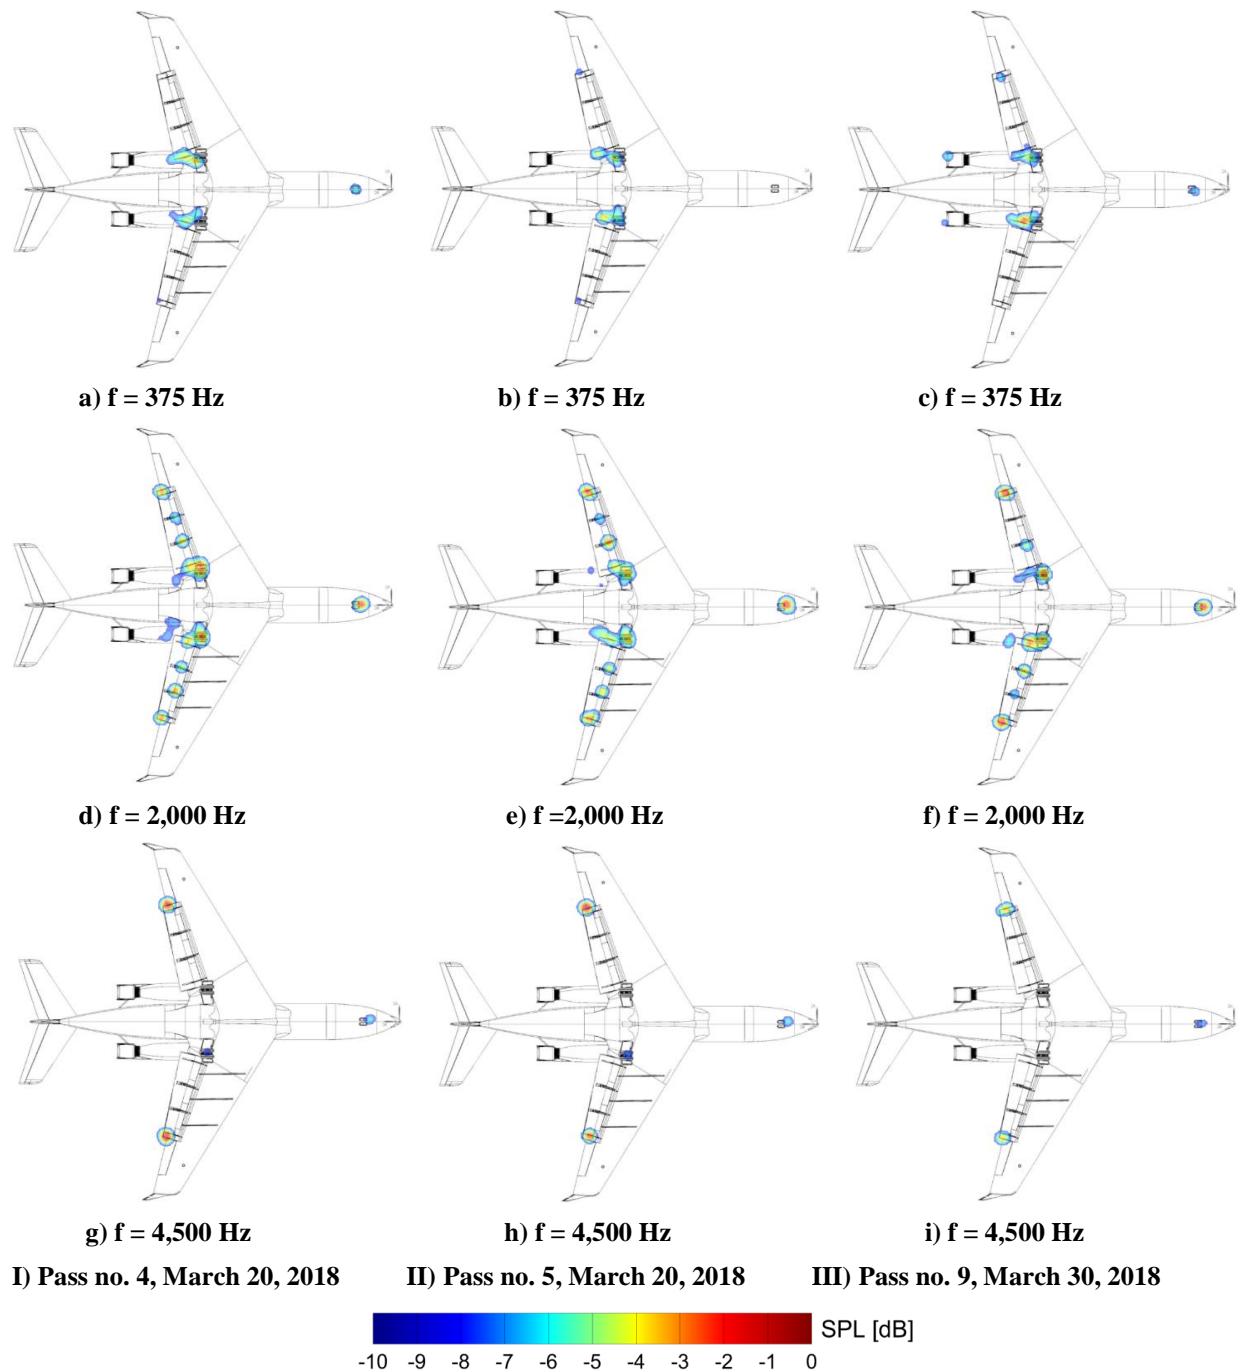 a) f = 375 Hz
b) f = 375 Hz
c) f = 375 Hz
d) f = 2,000 Hz
e) f =2,000 Hz
f) f = 2,000 Hz
g) f = 4,500 Hz
h) f = 4,500 Hz
i) f = 4,500 Hz
I) Pass no. 4, March 20, 2018
II) Pass no. 5, March 20, 2018
III) Pass no. 9, March 30, 2018
SPL [dB]
-10 -9 -8 -7 -6 -5 -4 -3 -2 -1 0